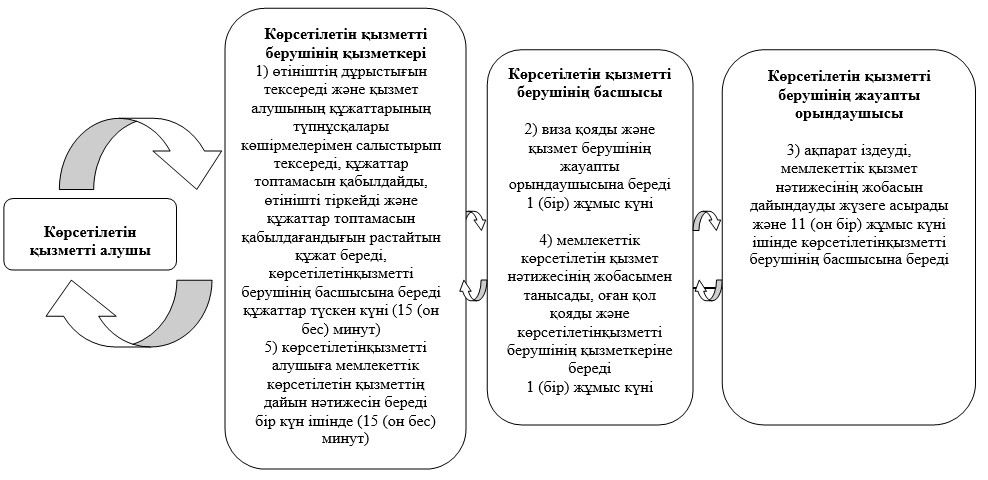 Көрсетілетін
қызметті алушы
Көрсетілетін қызметті
берушінің қызметкері
1) өтініштің дұрыстығын
тексереді және қызмет
алушының құжаттарының
түпнұсқалары
көшірмелерімен салыстырып
тексереді, құжаттар
топтамасын қабылдайды,
өтінішті тіркейді және
құжаттар топтамасын
қабылдағандығын растайтын
құжат береді,
көрсетілетінқызметті
берушінің басшысына береді
құжаттар түскен күні (15 (он
бес) минут)
5) көрсетілетінқызметті
алушыға мемлекеттік
көрсетілетін қызметтің
дайын нәтижесін береді
бір күн ішінде (15 (он бес)
минут)
Көрсетілетін қызметті
берушінің басшысы
2) виза қояды және
қызмет берушінің
жауапты
орындаушысына береді
1 (бір) жұмыс күні
4) мемлекеттік
көрсетілетін қызмет
нәтижесінің жобасымен
танысады, оған қол
қояды және
көрсетілетінқызметті
берушінің қызметкеріне
береді
1 (бір) жұмыс күні
Көрсетілетін қызметті
берушінің жауапты
орындаушысы
3) ақпарат іздеуді,
мемлекеттік қызмет
нәтижесінің жобасын
дайындауды жүзеге асырады
және 11 (он бір) жұмыс күні
ішінде көрсетілетінқызметті
берушінің басшысына береді